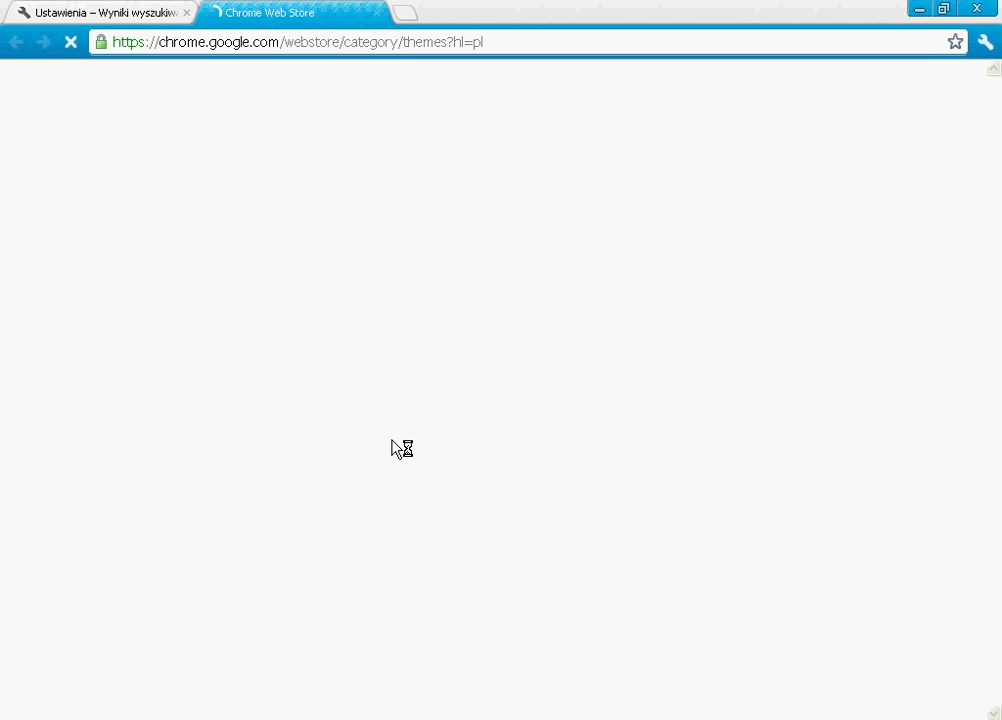 Ustawienia – Wyniki wyszukiw
Chrome Web Store
https://chrome.google.com/webstore/category/themes?hl=pl